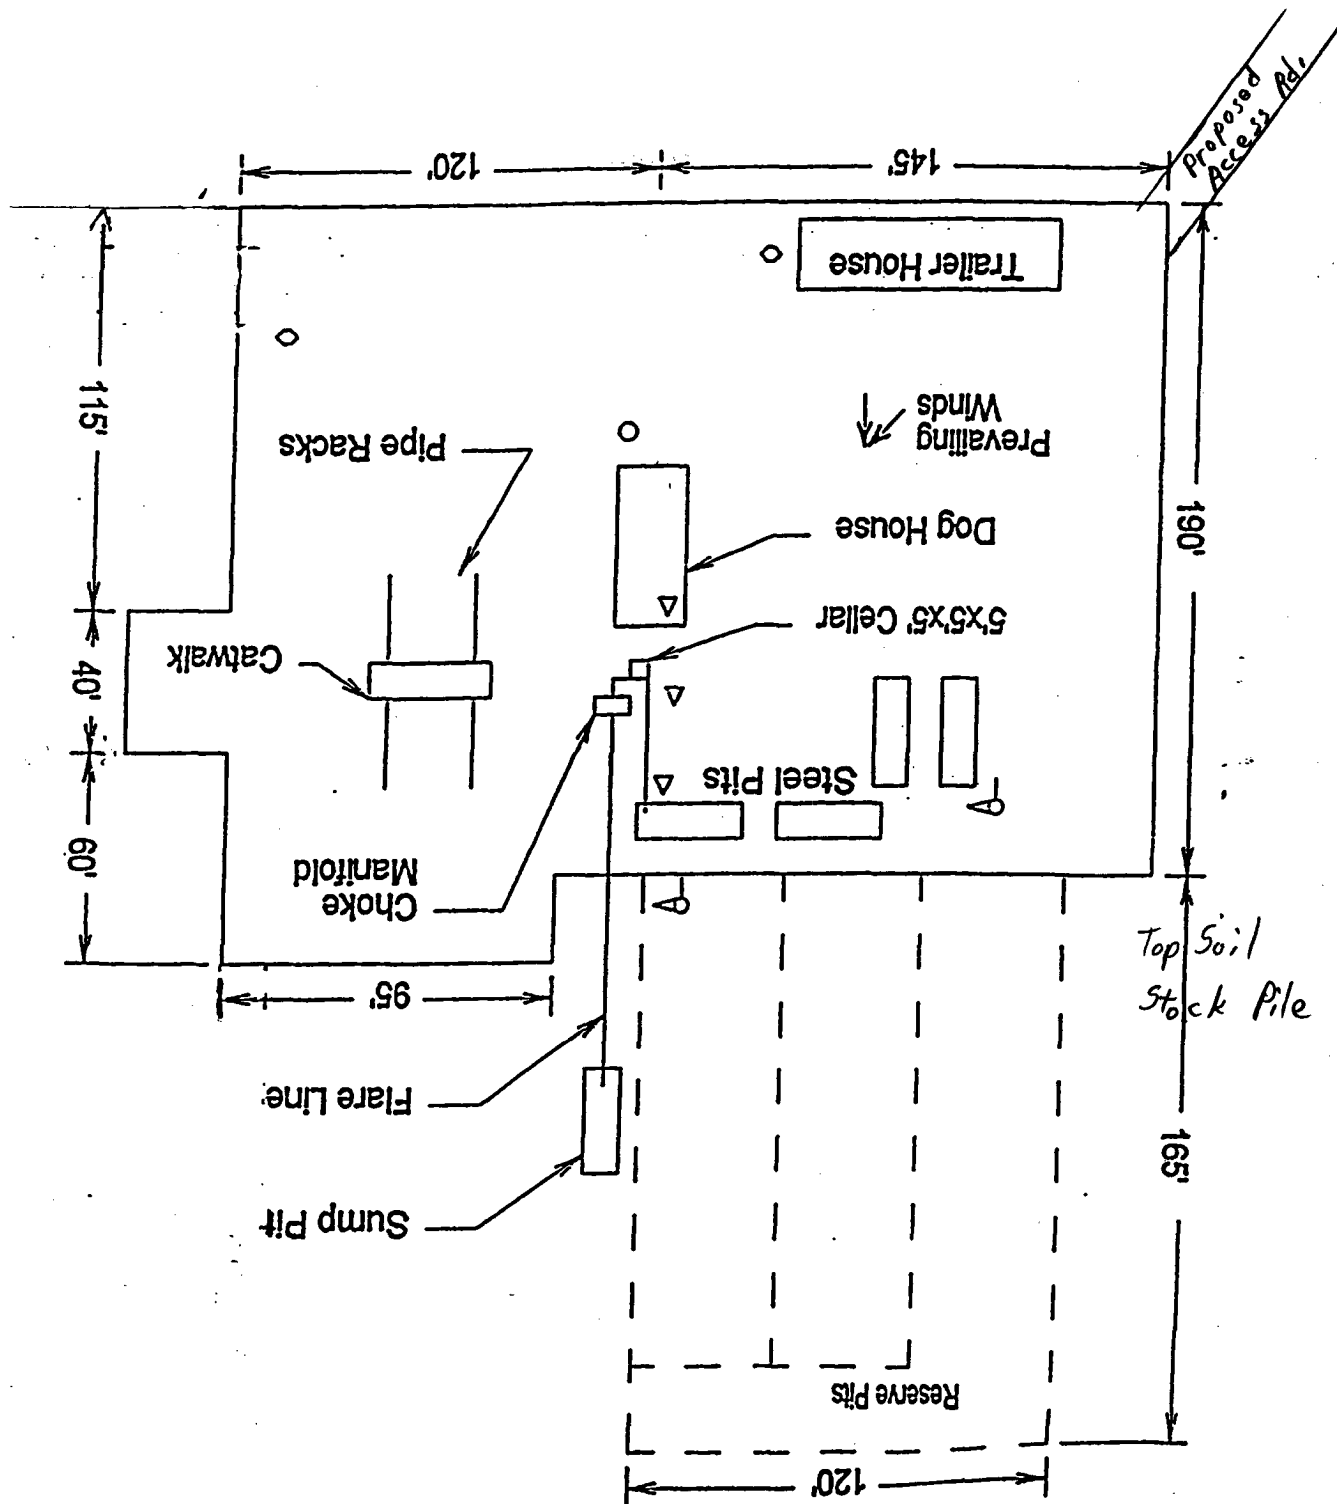 Proposed
Access Rd.
120'
145'
Trailer House
115'
Pipe Racks
Prevailing
Winds
190'
Dog House
5'x5'x5' Cellar
Catwalk
40'
Steel Pits
60'
Choke
Manifold
Top Soil
Stock Pile
95'
Flare Line
165'
Sump Pit
Reserve Pits
120'